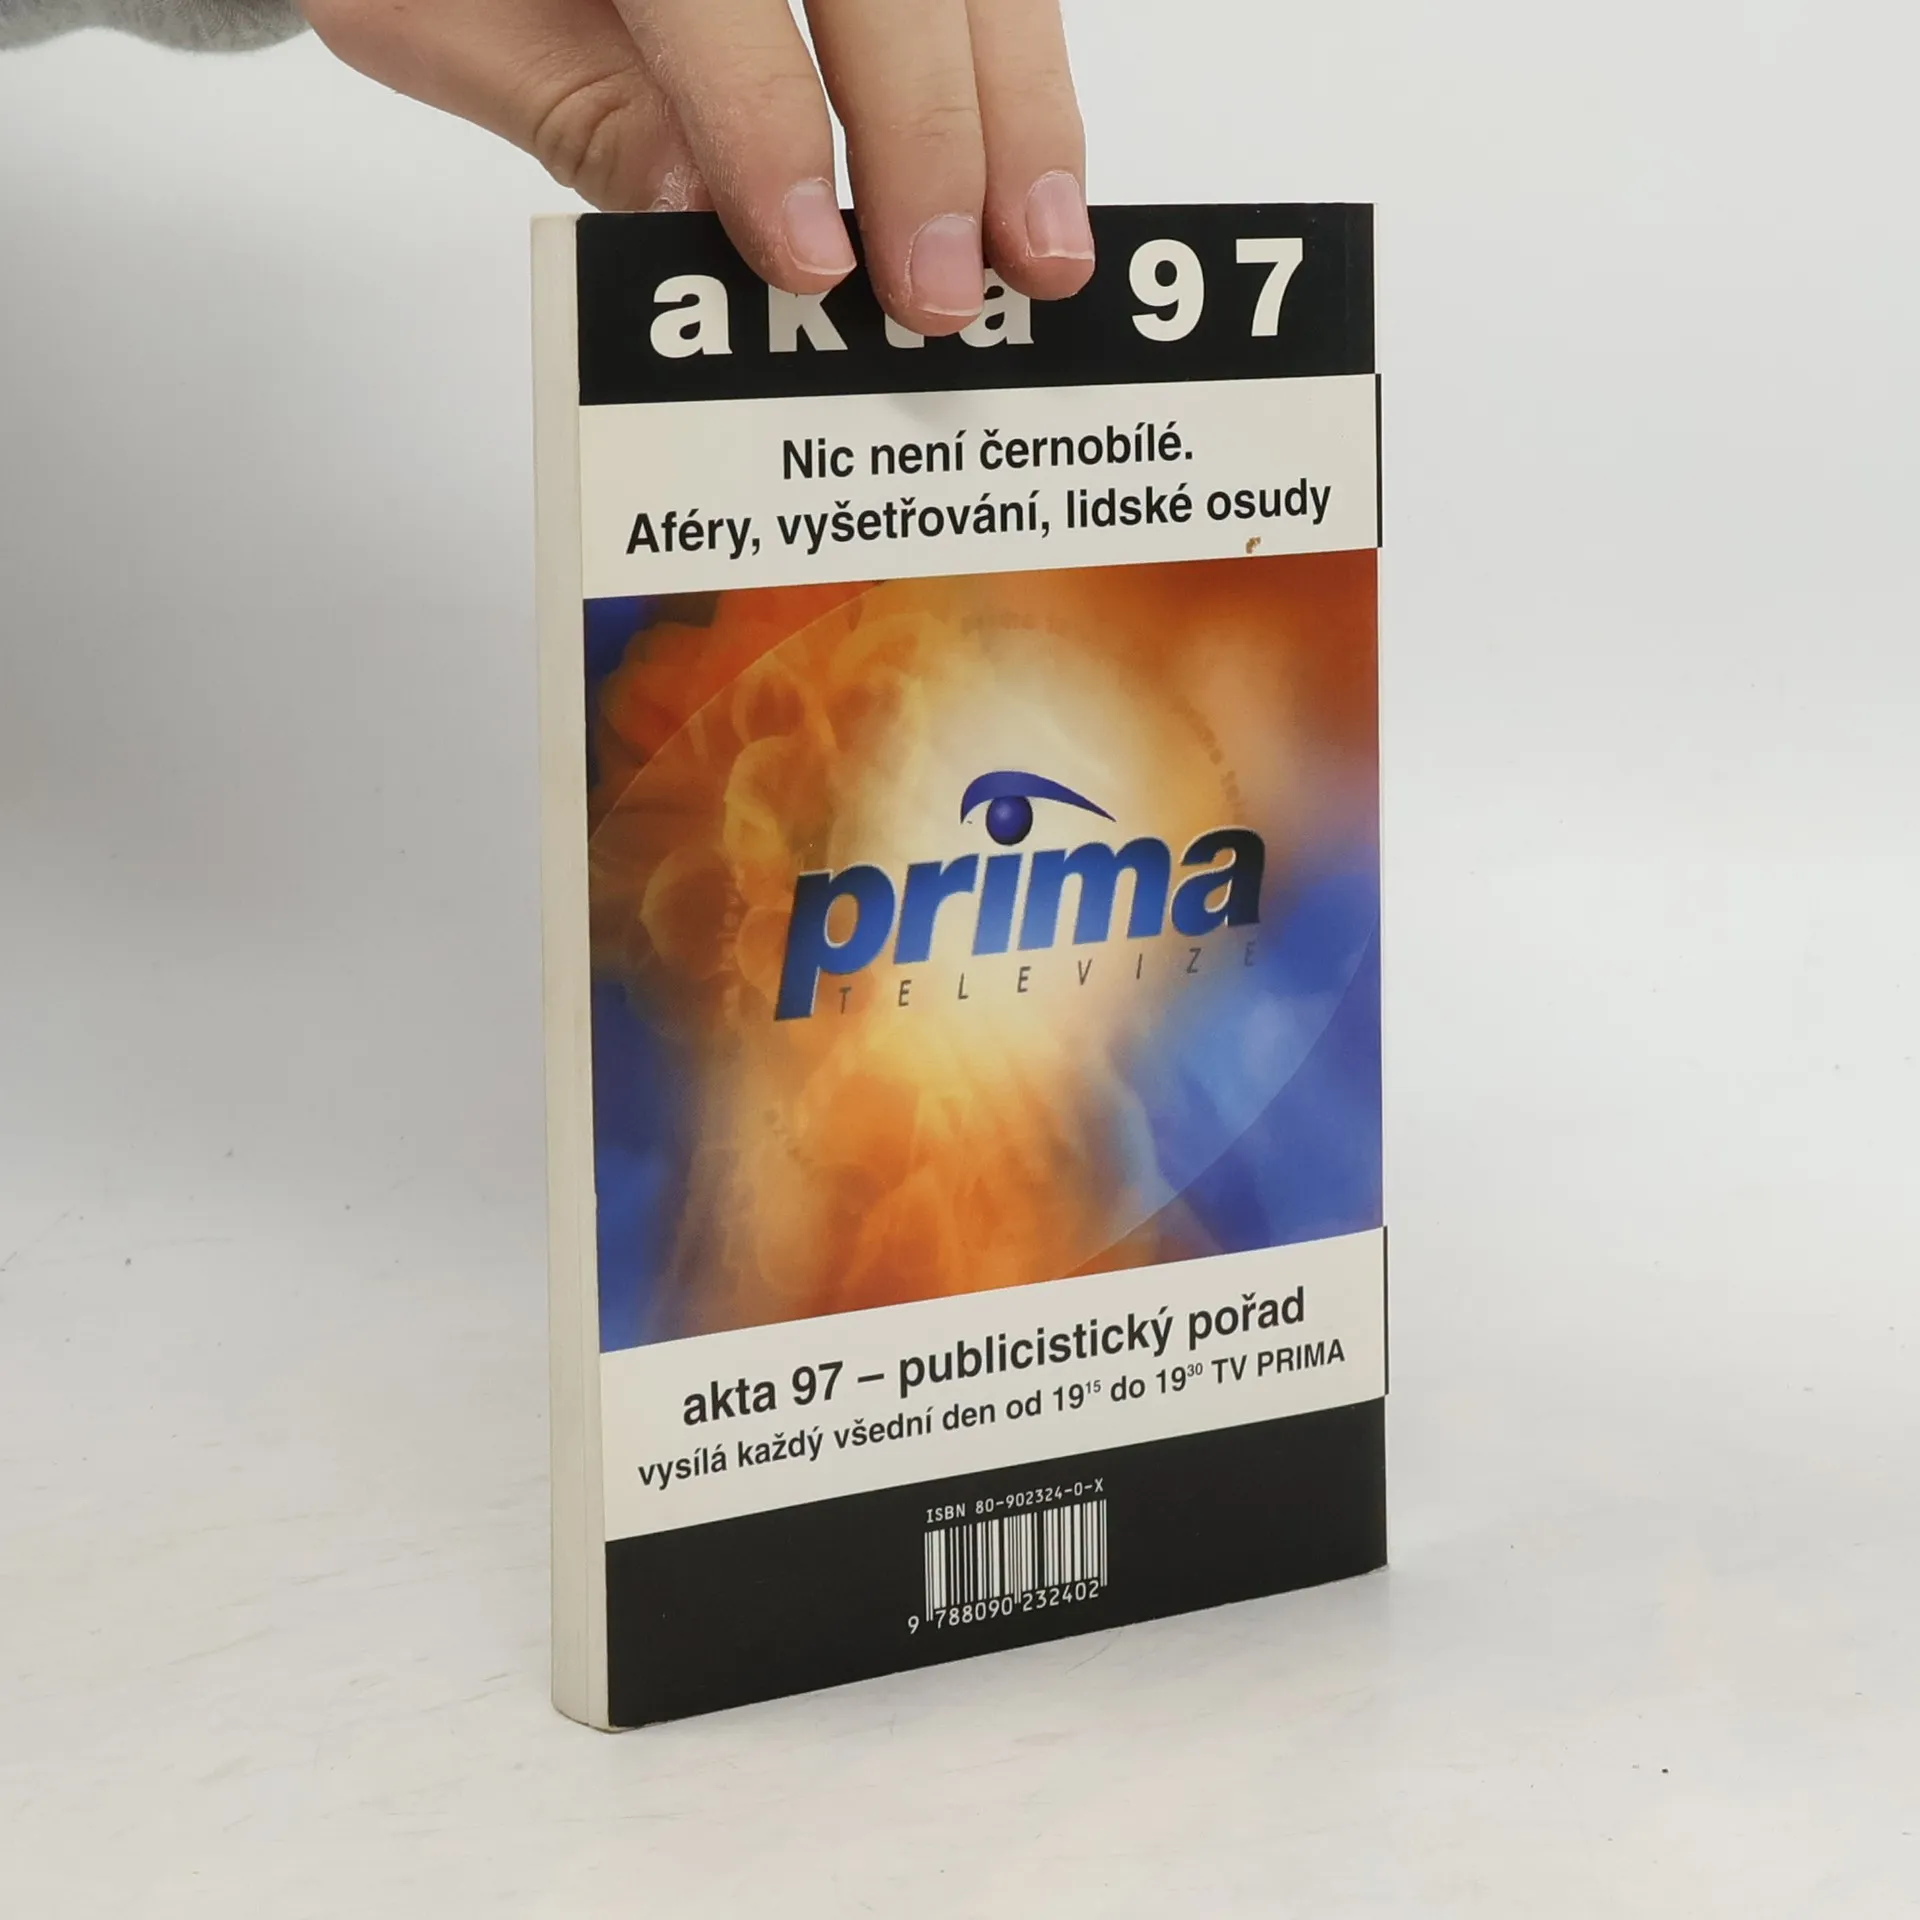 akta 97
Nic není černobílé.
Aféry, vyšetřování, lidské osudy
prima
TELEVIZE
akta 97 – publicistický pořad
vysílá každý všední den od 19¹⁵ do 19³⁰ TV PRIMA
ISBN 80-902324-0-X
9 788090 232402